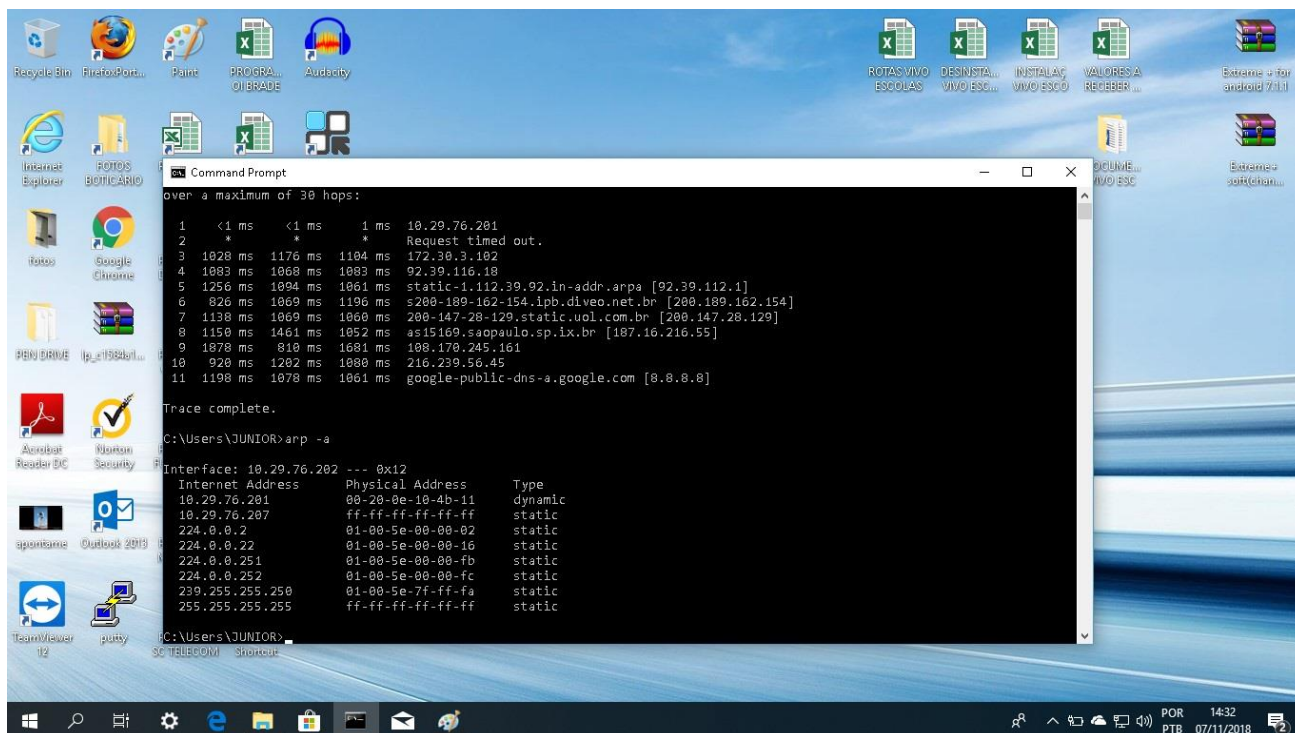 Recycle Bin
FirefoxPort...
Paint
PROGRA...
OI BRADE
Audacity
ROTAS VIVO
ESCOLAS
DESINSTA...
VIVO ESC...
INSTALAÇ
VIVO ESCO
VALORES A
RECEBER ...
Extreme + for
android 7.1.1
Internet
Explorer
FOTOS
BOTICÁRIO
VIVO ESC
Extreme+
fotos
Google
Chrome
PEN DRIVE
Acrobat
Reader DC
Norton
Security
Outlook 2013
TeamViewer
12
putty
SG TELECOM
Shortcut
Command Prompt
over a maximum of 30 hops:
1 <1 ms <1 ms 1 ms 10.29.76.201
2 * * * Request timed out.
3 1028 ms 1176 ms 1104 ms 172.30.3.102
4 1083 ms 1068 ms 1083 ms 92.39.116.18
5 1256 ms 1094 ms 1061 ms static-1.112.39.92.in-addr.arpa [92.39.112.1]
6 826 ms 1069 ms 1196 ms s200-189-162-154.ipb.diveo.net.br [200.189.162.154]
7 1138 ms 1069 ms 1060 ms 200-147-28-129.static.uol.com.br [200.147.28.129]
8 1150 ms 1461 ms 1052 ms as15169.saopaulo.sp.ix.br [187.16.216.55]
9 1878 ms 810 ms 1681 ms 108.170.245.161
10 920 ms 1202 ms 1080 ms 216.239.56.45
11 1198 ms 1078 ms 1061 ms google-public-dns-a.google.com [8.8.8.8]
Trace complete.
C:\Users\JUNIOR>arp -a
Interface: 10.29.76.202 --- 0x12
Internet Address Physical Address Type
10.29.76.201 00-20-0e-10-4b-11 dynamic
10.29.76.207 ff-ff-ff-ff-ff-ff static
224.0.0.2 01-00-5e-00-00-02 static
224.0.0.22 01-00-5e-00-00-16 static
224.0.0.251 01-00-5e-00-00-fb static
224.0.0.252 01-00-5e-00-00-fc static
239.255.255.250 01-00-5e-7f-ff-fa static
255.255.255.255 ff-ff-ff-ff-ff-ff static
C:\Users\JUNIOR>
POR
PTB
14:32
07/11/2018
2